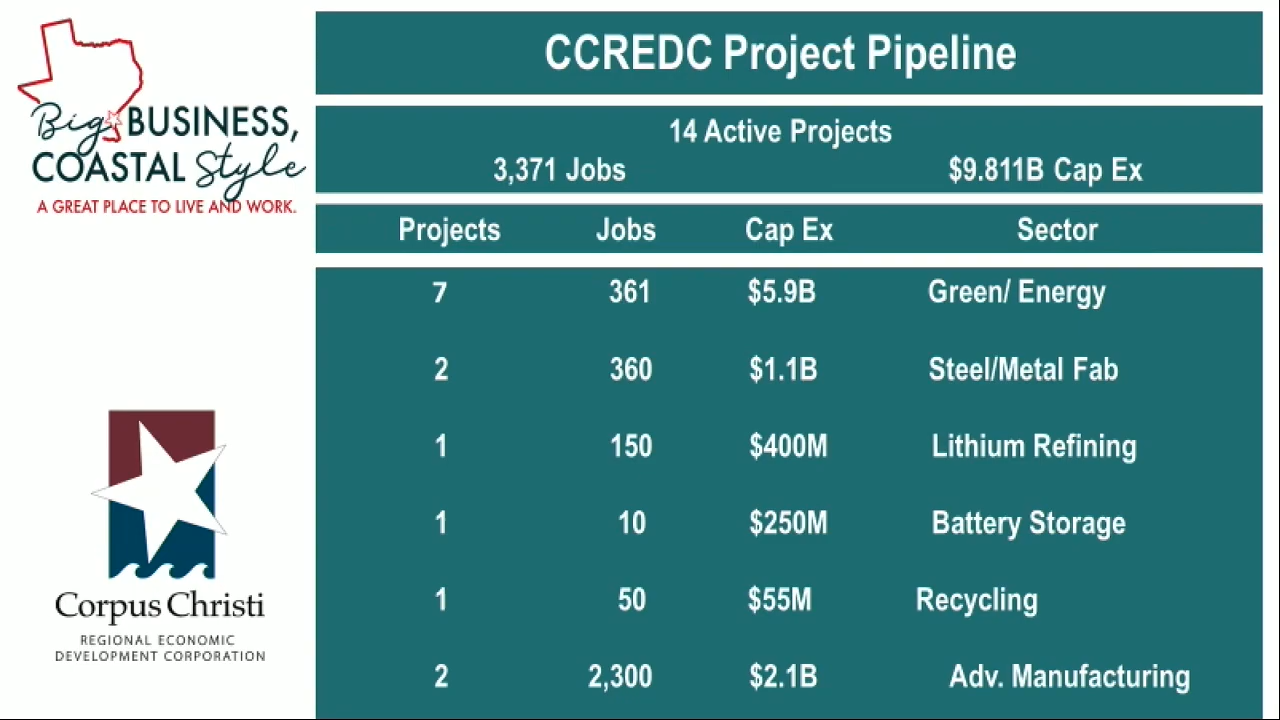 Big BUSINESS,
COASTAL Style
A GREAT PLACE TO LIVE AND WORK.
Corpus Christi
REGIONAL ECONOMIC
DEVELOPMENT CORPORATION
CCREDC Project Pipeline
14 Active Projects
3,371 Jobs $9.811B Cap Ex
Projects Jobs Cap Ex Sector
7 361 $5.9B Green/ Energy
2 360 $1.1B Steel/Metal Fab
1 150 $400M Lithium Refining
1 10 $250M Battery Storage
1 50 $55M Recycling
2 2,300 $2.1B Adv. Manufacturing